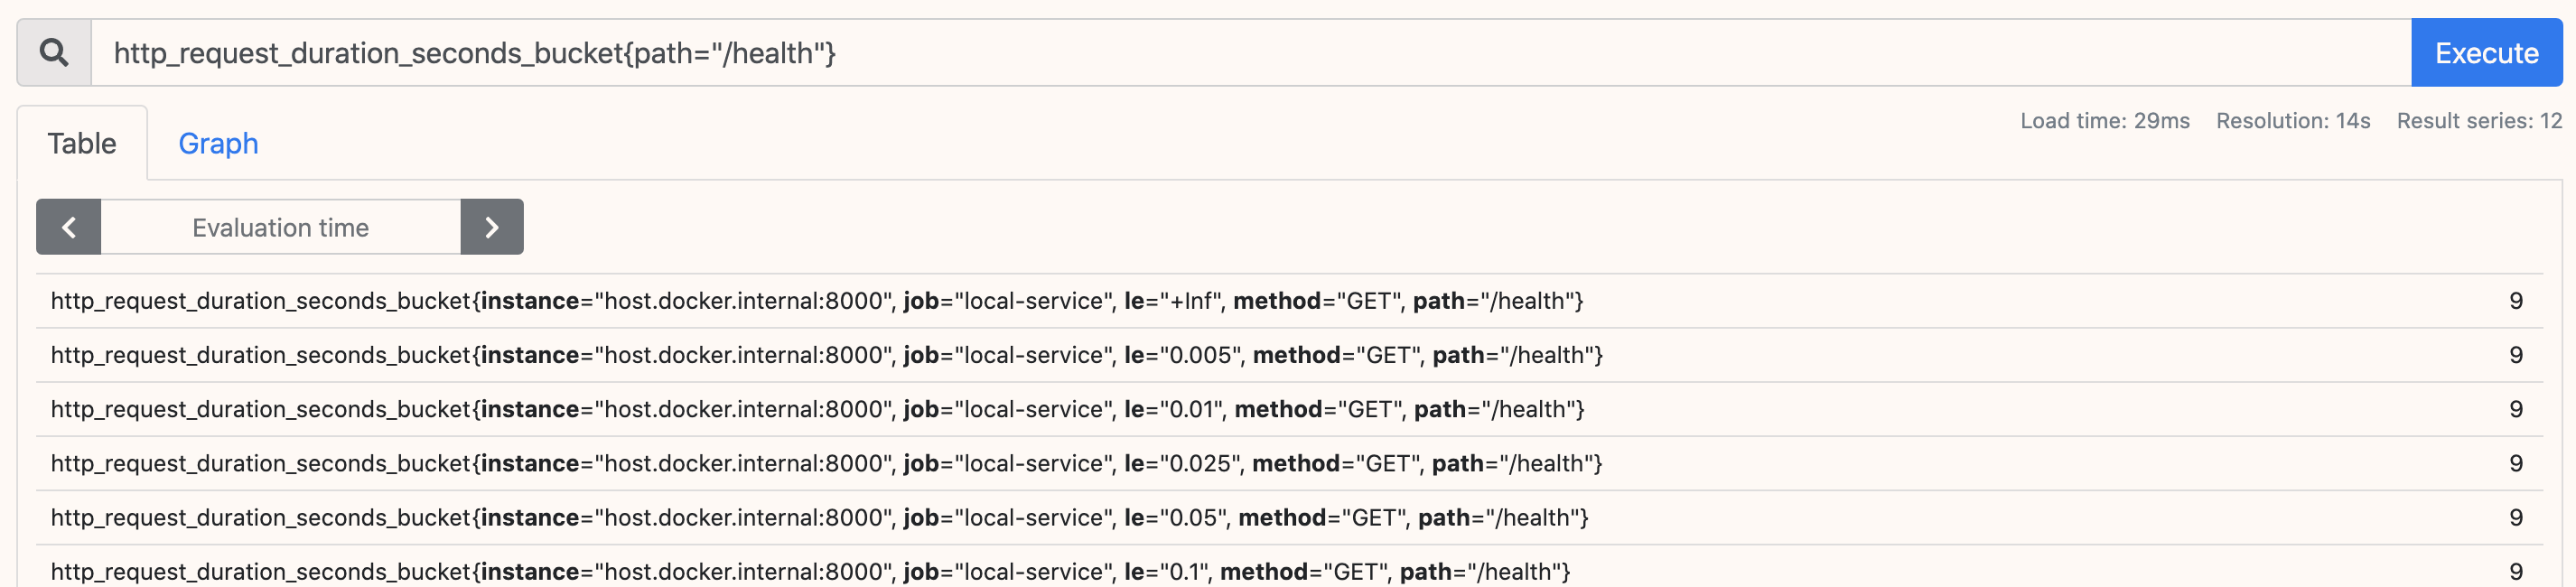 http_request_duration_seconds_bucket{path="/health"}
Execute
Table
Graph
Load time: 29ms Resolution: 14s Result series: 12
Evaluation time
http_request_duration_seconds_bucket{instance="host.docker.internal:8000", job="local-service", le="+Inf", method="GET", path="/health"} 9
http_request_duration_seconds_bucket{instance="host.docker.internal:8000", job="local-service", le="0.005", method="GET", path="/health"} 9
http_request_duration_seconds_bucket{instance="host.docker.internal:8000", job="local-service", le="0.01", method="GET", path="/health"} 9
http_request_duration_seconds_bucket{instance="host.docker.internal:8000", job="local-service", le="0.025", method="GET", path="/health"} 9
http_request_duration_seconds_bucket{instance="host.docker.internal:8000", job="local-service", le="0.05", method="GET", path="/health"} 9
http_request_duration_seconds_bucket{instance="host.docker.internal:8000", job="local-service", le="0.1", method="GET", path="/health"} 9